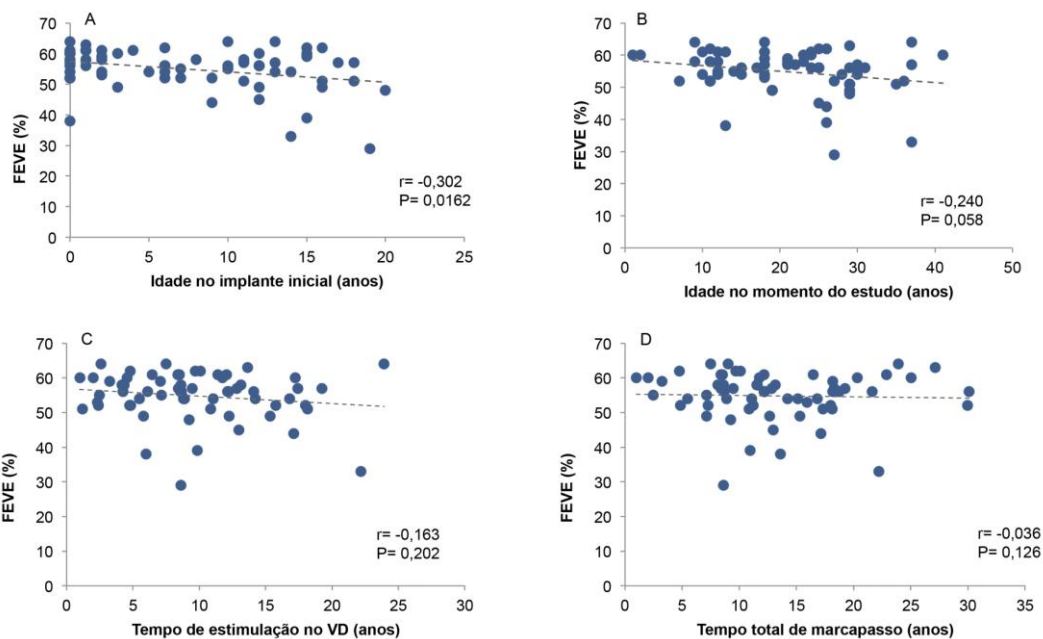 A
70
60
50
40
30
20
10
0
FEVE (%)
0 5 10 15 20 25
Idade no implante inicial (anos)
r= -0,302
P= 0,0162
B
70
60
50
40
30
20
10
0
FEVE (%)
0 10 20 30 40 50
Idade no momento do estudo (anos)
r= -0,240
P= 0,058
C
70
60
50
40
30
20
10
0
FEVE (%)
0 5 10 15 20 25 30
Tempo de estimulação no VD (anos)
r= -0,163
P= 0,202
D
70
60
50
40
30
20
10
0
FEVE (%)
0 5 10 15 20 25 30 35
Tempo total de marcapasso (anos)
r= -0,036
P= 0,126